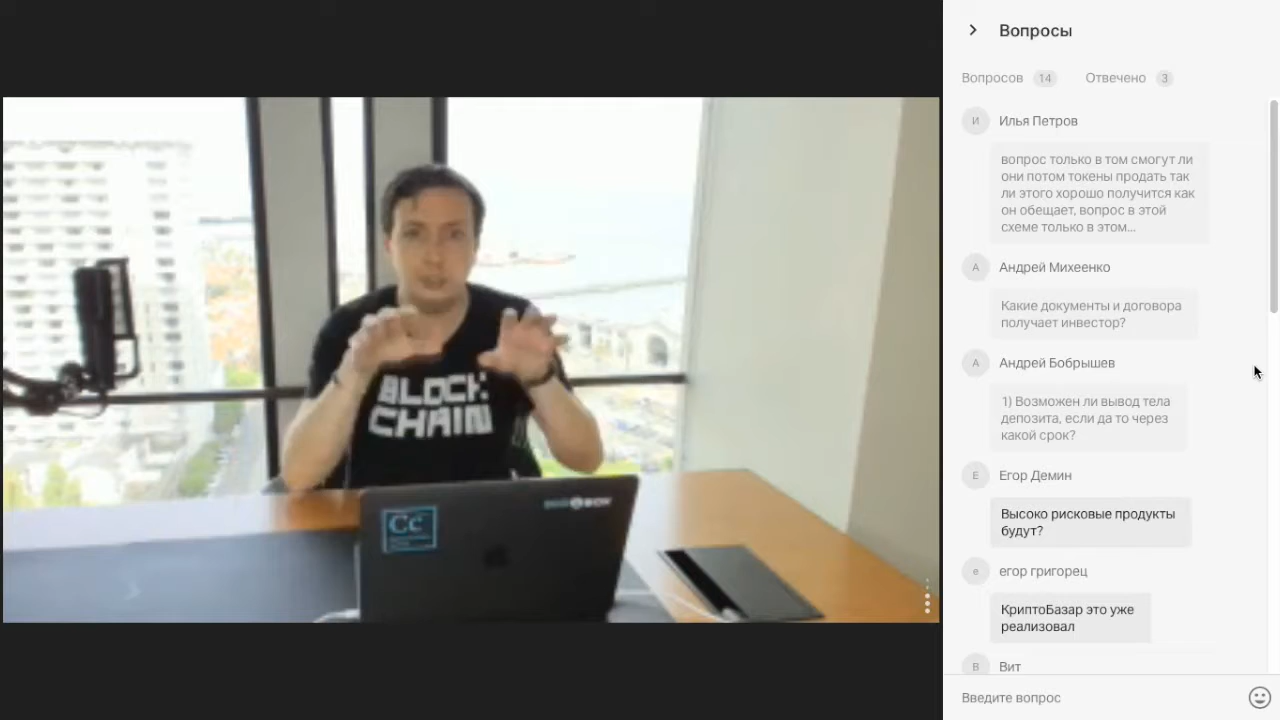 Вопросы
Вопросов 14 Отвечено 3
И Илья Петров
вопрос только в том смогут ли
они потом токены продать так
ли этого хорошо получится как
он обещает, вопрос в этой
схеме только в этом...
А Андрей Михеенко
Какие документы и договора
получает инвестор?
А Андрей Бобрышев
1) Возможен ли вывод тела
депозита, если да то через
какой срок?
Е Егор Демин
Высоко рисковые продукты
будут?
е егор григорец
КриптоБазар это уже
реализовал
В Вит
Введите вопрос
BLOCK
CHAIN
Cc